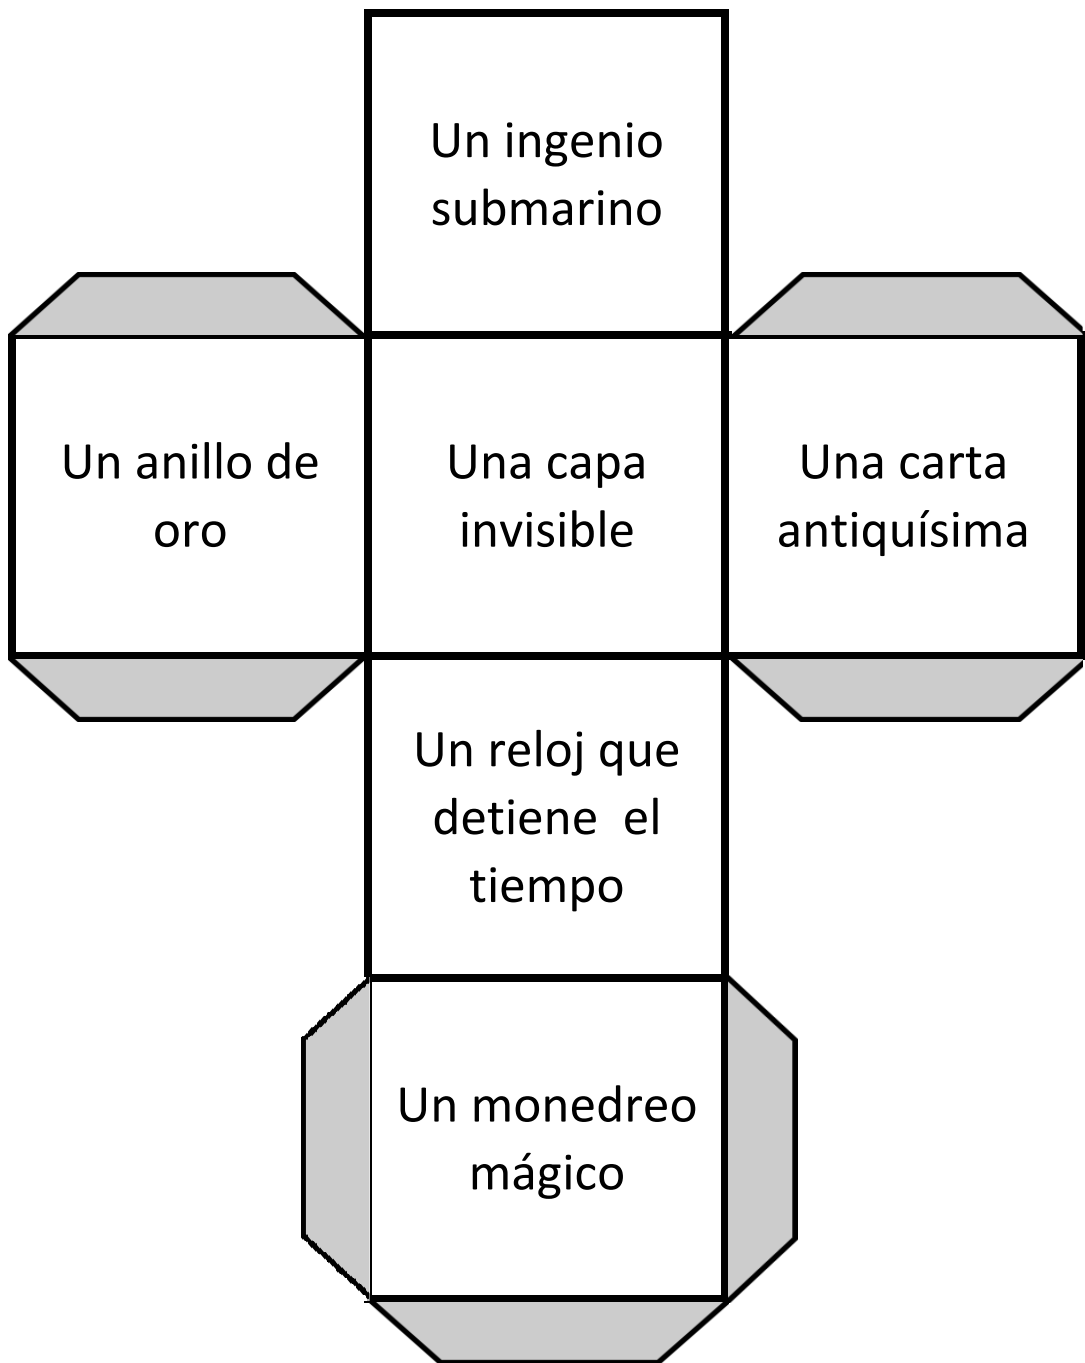 Un ingenio
submarino
Un anillo de
oro
Una capa
invisible
Una carta
antiquísima
Un reloj que
detiene  el
tiempo
Un monedreo
mágico